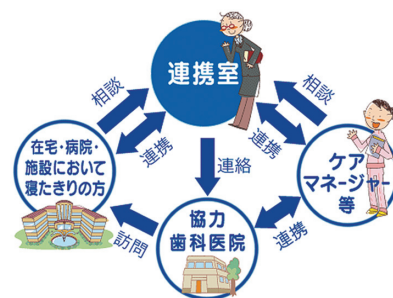 連携室
相談
連携
相談
連携
連絡
在宅・病院・
施設において
寝たきりの方
ケア
マネージャー
等
訪問
協力
歯科医院
連携